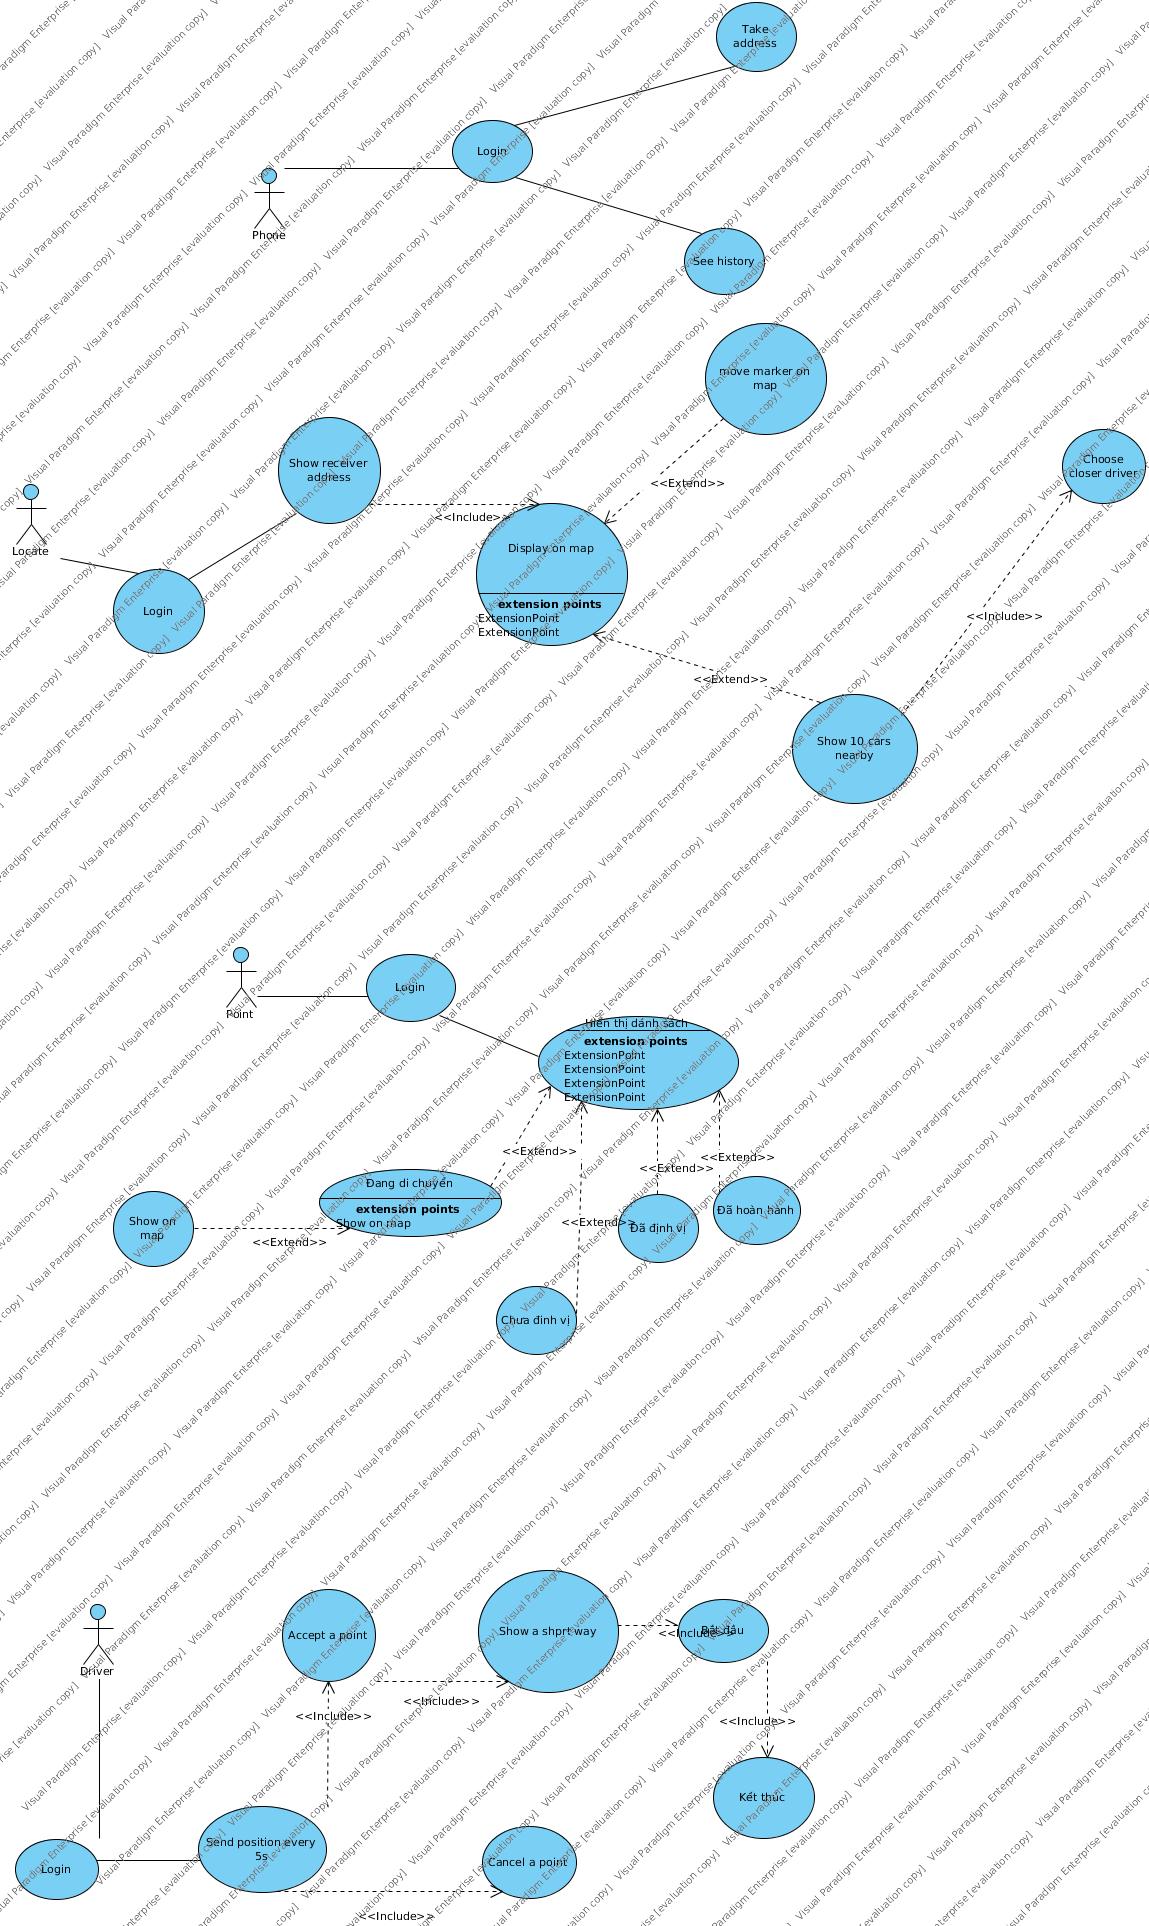 Take
address
Login
Phone
See history
move marker on
map
Choose
closer driver
Show receiver
address
<<Extend>>
Locate
<<Include>>
Display on map
extension points
ExtensionPoint
ExtensionPoint
Login
<<Include>>
<<Extend>>
Show 10 cars
nearby
Point
Login
Hiển thị dánh sách
extension points
ExtensionPoint
ExtensionPoint
ExtensionPoint
ExtensionPoint
<<Extend>>
<<Extend>>
<<Extend>>
Đang di chuyển
extension points
Show on map
Show on
map
<<Extend>>
<<Extend>>
Đã định vị
Đã hoàn hành
Chưa đinh vị
Driver
Accept a point
Show a shprt way
<<Include>>
Bắt đầu
<<Include>>
<<Include>>
<<Include>>
Kết thúc
Login
Send position every
5s
Cancel a point
<<Include>>
Visual Paradigm Enterprise [evaluation copy]